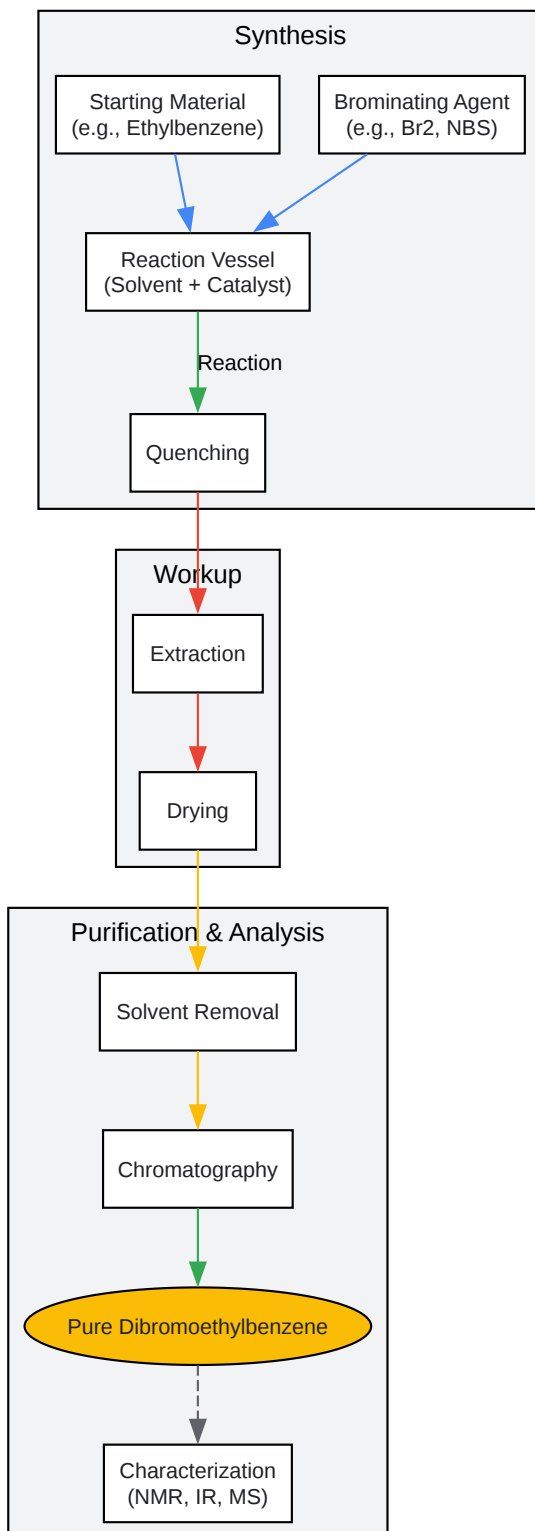 Synthesis
Starting Material
(e.g., Ethylbenzene)
Brominating Agent
(e.g., Br2, NBS)
Reaction Vessel
(Solvent + Catalyst)
Reaction
Quenching
Workup
Extraction
Drying
Purification & Analysis
Solvent Removal
Chromatography
Pure Dibromoethylbenzene
Characterization
(NMR, IR, MS)